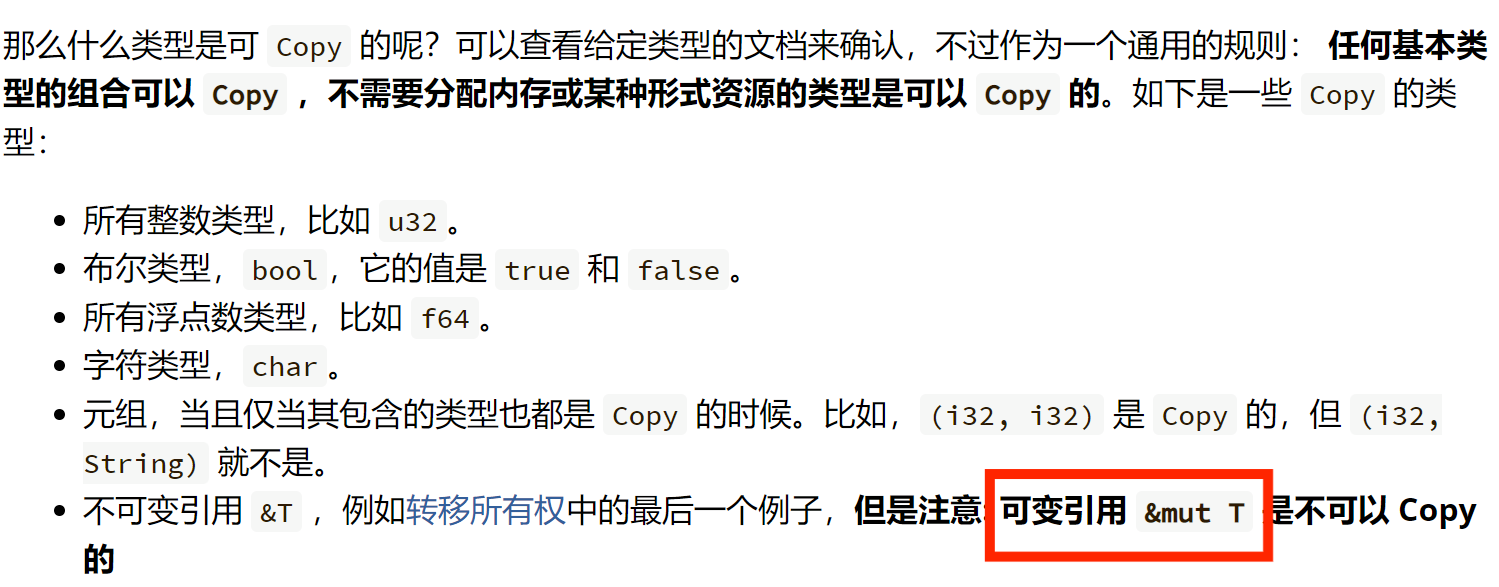 那么什么类型是可 Copy 的呢？可以查看给定类型的文档来确认，不过作为一个通用的规则： 任何基本类
型的组合可以 Copy ，不需要分配内存或某种形式资源的类型是可以 Copy 的。如下是一些 Copy 的类
型：
• 所有整数类型，比如 u32。
• 布尔类型，bool，它的值是 true 和 false。
• 所有浮点数类型，比如 f64。
• 字符类型，char。
• 元组，当且仅当其包含的类型也都是 Copy 的时候。比如，(i32, i32) 是 Copy 的，但 (i32,
String) 就不是。
• 不可变引用 &T ，例如转移所有权中的最后一个例子，但是注意: 可变引用 &mut T 是不可以 Copy
的